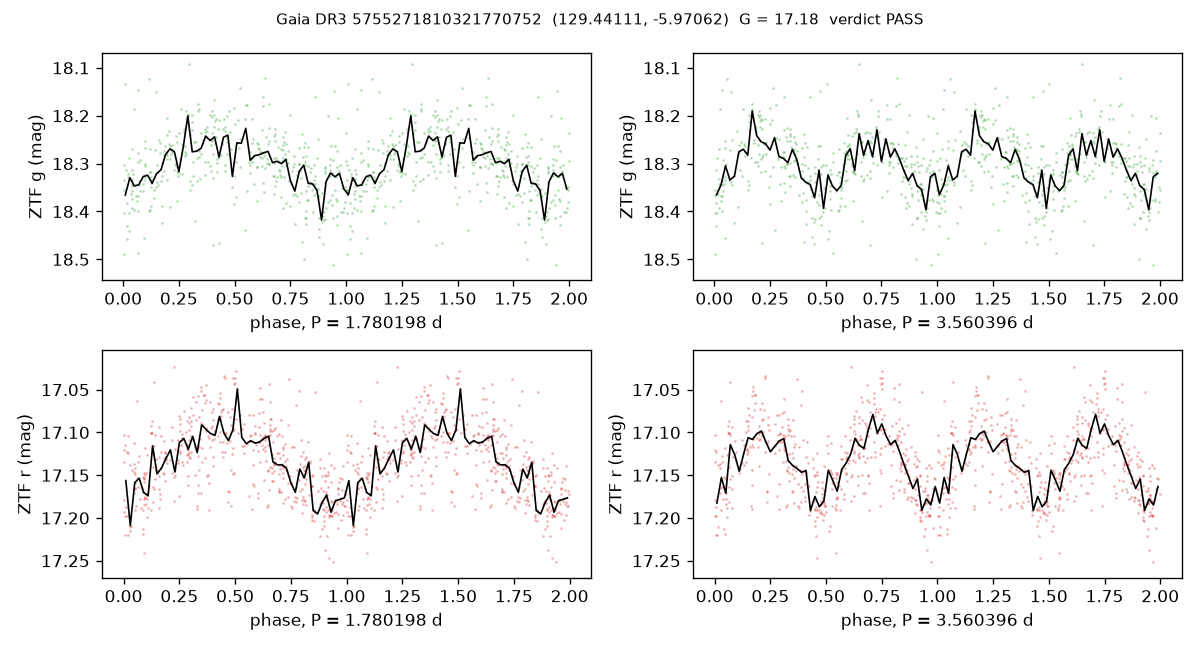 Gaia DR3 5755271810321770752 (129.44111, -5.97062) G = 17.18 verdict PASS
ZTF g (mag)
18.1
18.2
18.3
18.4
18.5
0.00 0.25 0.50 0.75 1.00 1.25 1.50 1.75 2.00
phase, P = 1.780198 d
ZTF g (mag)
18.1
18.2
18.3
18.4
18.5
0.00 0.25 0.50 0.75 1.00 1.25 1.50 1.75 2.00
phase, P = 3.560396 d
ZTF r (mag)
17.05
17.10
17.15
17.20
17.25
0.00 0.25 0.50 0.75 1.00 1.25 1.50 1.75 2.00
phase, P = 1.780198 d
ZTF r (mag)
17.05
17.10
17.15
17.20
17.25
0.00 0.25 0.50 0.75 1.00 1.25 1.50 1.75 2.00
phase, P = 3.560396 d